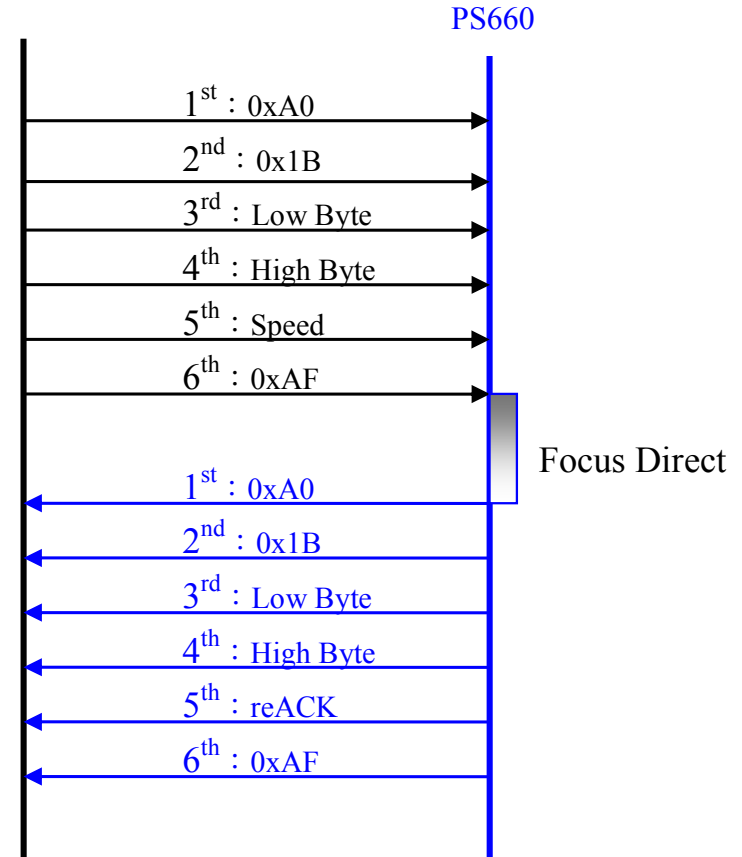 PS660
1st：0xA0
2nd：0x1B
3rd：Low Byte
4th：High Byte
5th：Speed
6th：0xAF
Focus Direct
1st：0xA0
2nd：0x1B
3rd：Low Byte
4th：High Byte
5th：reACK
6th：0xAF